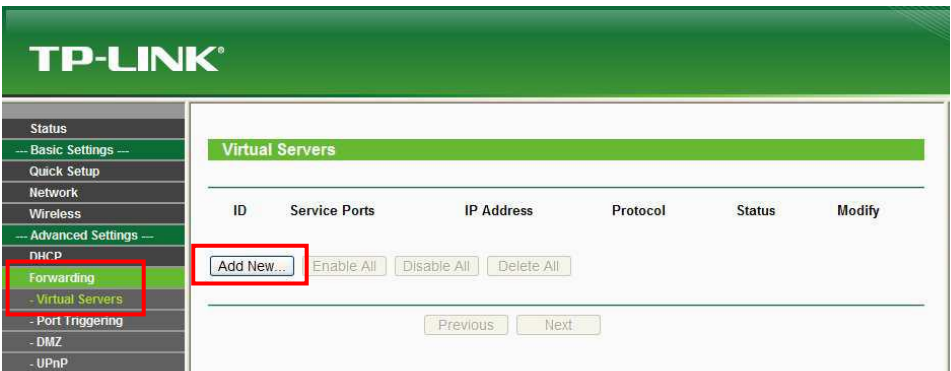 TP-LINK®
Status
--- Basic Settings ---
Quick Setup
Network
Wireless
--- Advanced Settings ---
DHCP
Forwarding
- Virtual Servers
- Port Triggering
- DMZ
- UPnP
Virtual Servers
ID Service Ports IP Address Protocol Status Modify
Add New... Enable All Disable All Delete All
Previous Next